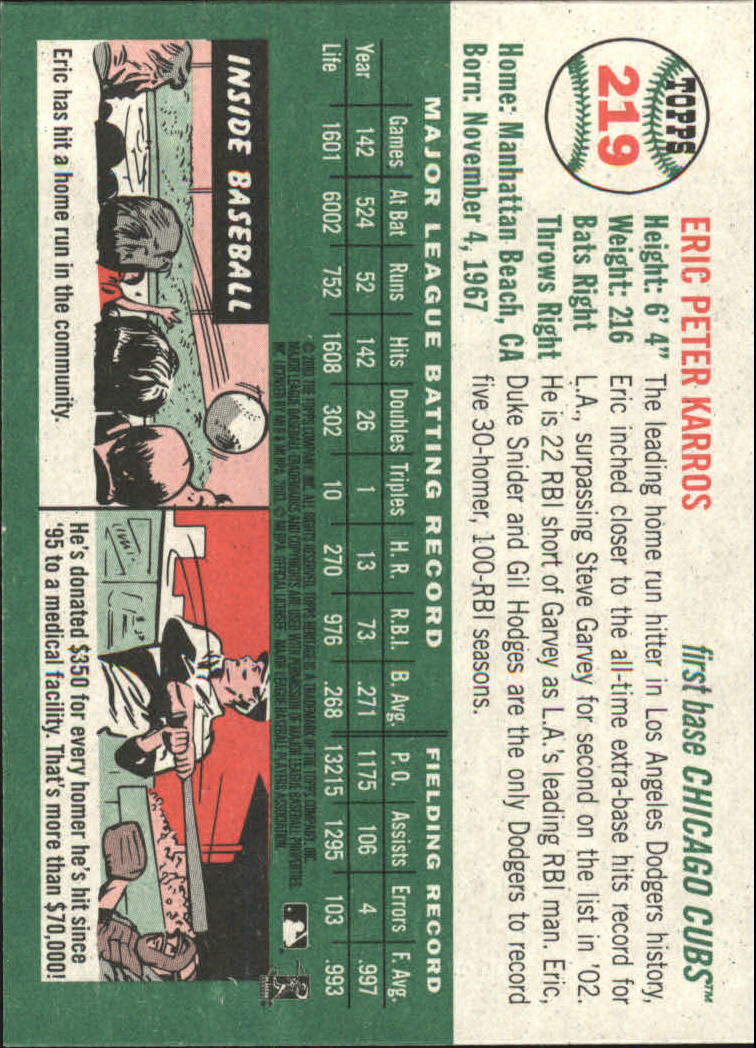 TOPPS
219
ERIC PETER KARROS
first base CHICAGO CUBS™
Height: 6' 4"
Weight: 216
Bats Right
Throws Right
Home: Manhattan Beach, CA
Born: November 4, 1967
The leading home run hitter in Los Angeles Dodgers history,
Eric inched closer to the all-time extra-base hits record for
L.A., surpassing Steve Garvey for second on the list in '02.
He is 22 RBI short of Garvey as L.A.'s leading RBI man. Eric,
Duke Snider and Gil Hodges are the only Dodgers to record
five 30-homer, 100-RBI seasons.
MAJOR LEAGUE BATTING RECORD FIELDING RECORD
Games At Bat Runs Hits Doubles Triples H. R. R.B.I. B. Avg. P. O. Assists Errors F. Avg.
Year 142 524 52 142 26 1 13 73 .271 1175 106 4 .997
Life 1601 6002 752 1608 302 10 270 976 .268 13215 1295 103 .993
INSIDE BASEBALL
Eric has hit a home run in the community.
He's donated $350 for every homer he's hit since
'95 to a medical facility. That's more than $70,000!